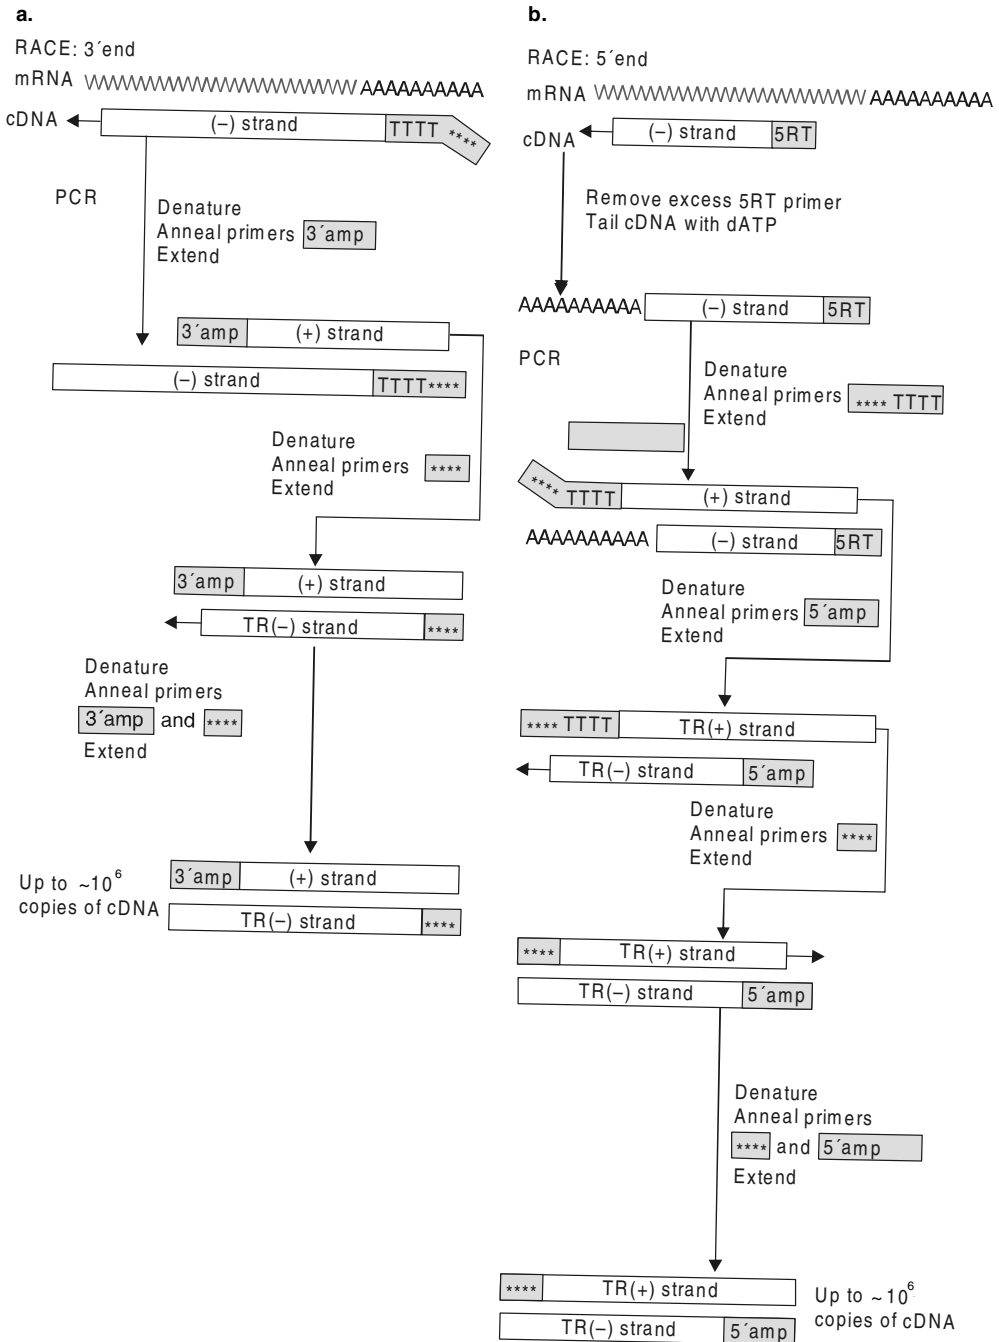 a.
RACE: 3´end
mRNA AAAAAAAAAA
cDNA (–) strand TTTT ****
PCR
Denature
Anneal primers 3´amp
Extend
3´amp (+) strand
(–) strand TTTT****
Denature
Anneal primers ****
Extend
3´amp (+) strand
TR(–) strand ****
Denature
Anneal primers
3´amp and ****
Extend
3´amp (+) strand
Up to ~10⁶
copies of cDNA
TR(–) strand ****
b.
RACE: 5´end
mRNA AAAAAAAAAA
cDNA (–) strand 5RT
Remove excess 5RT primer
Tail cDNA with dATP
AAAAAAAAAA (–) strand 5RT
PCR
Denature
Anneal primers **** TTTT
Extend
**** TTTT (+) strand
AAAAAAAAAA (–) strand 5RT
Denature
Anneal primers 5´amp
Extend
**** TTTT TR(+) strand
TR(–) strand 5´amp
Denature
Anneal primers ****
Extend
**** TR(+) strand
TR(–) strand 5´amp
Denature
Anneal primers
**** and 5´amp
Extend
**** TR(+) strand
Up to ~10⁶
copies of cDNA
TR(–) strand 5´amp